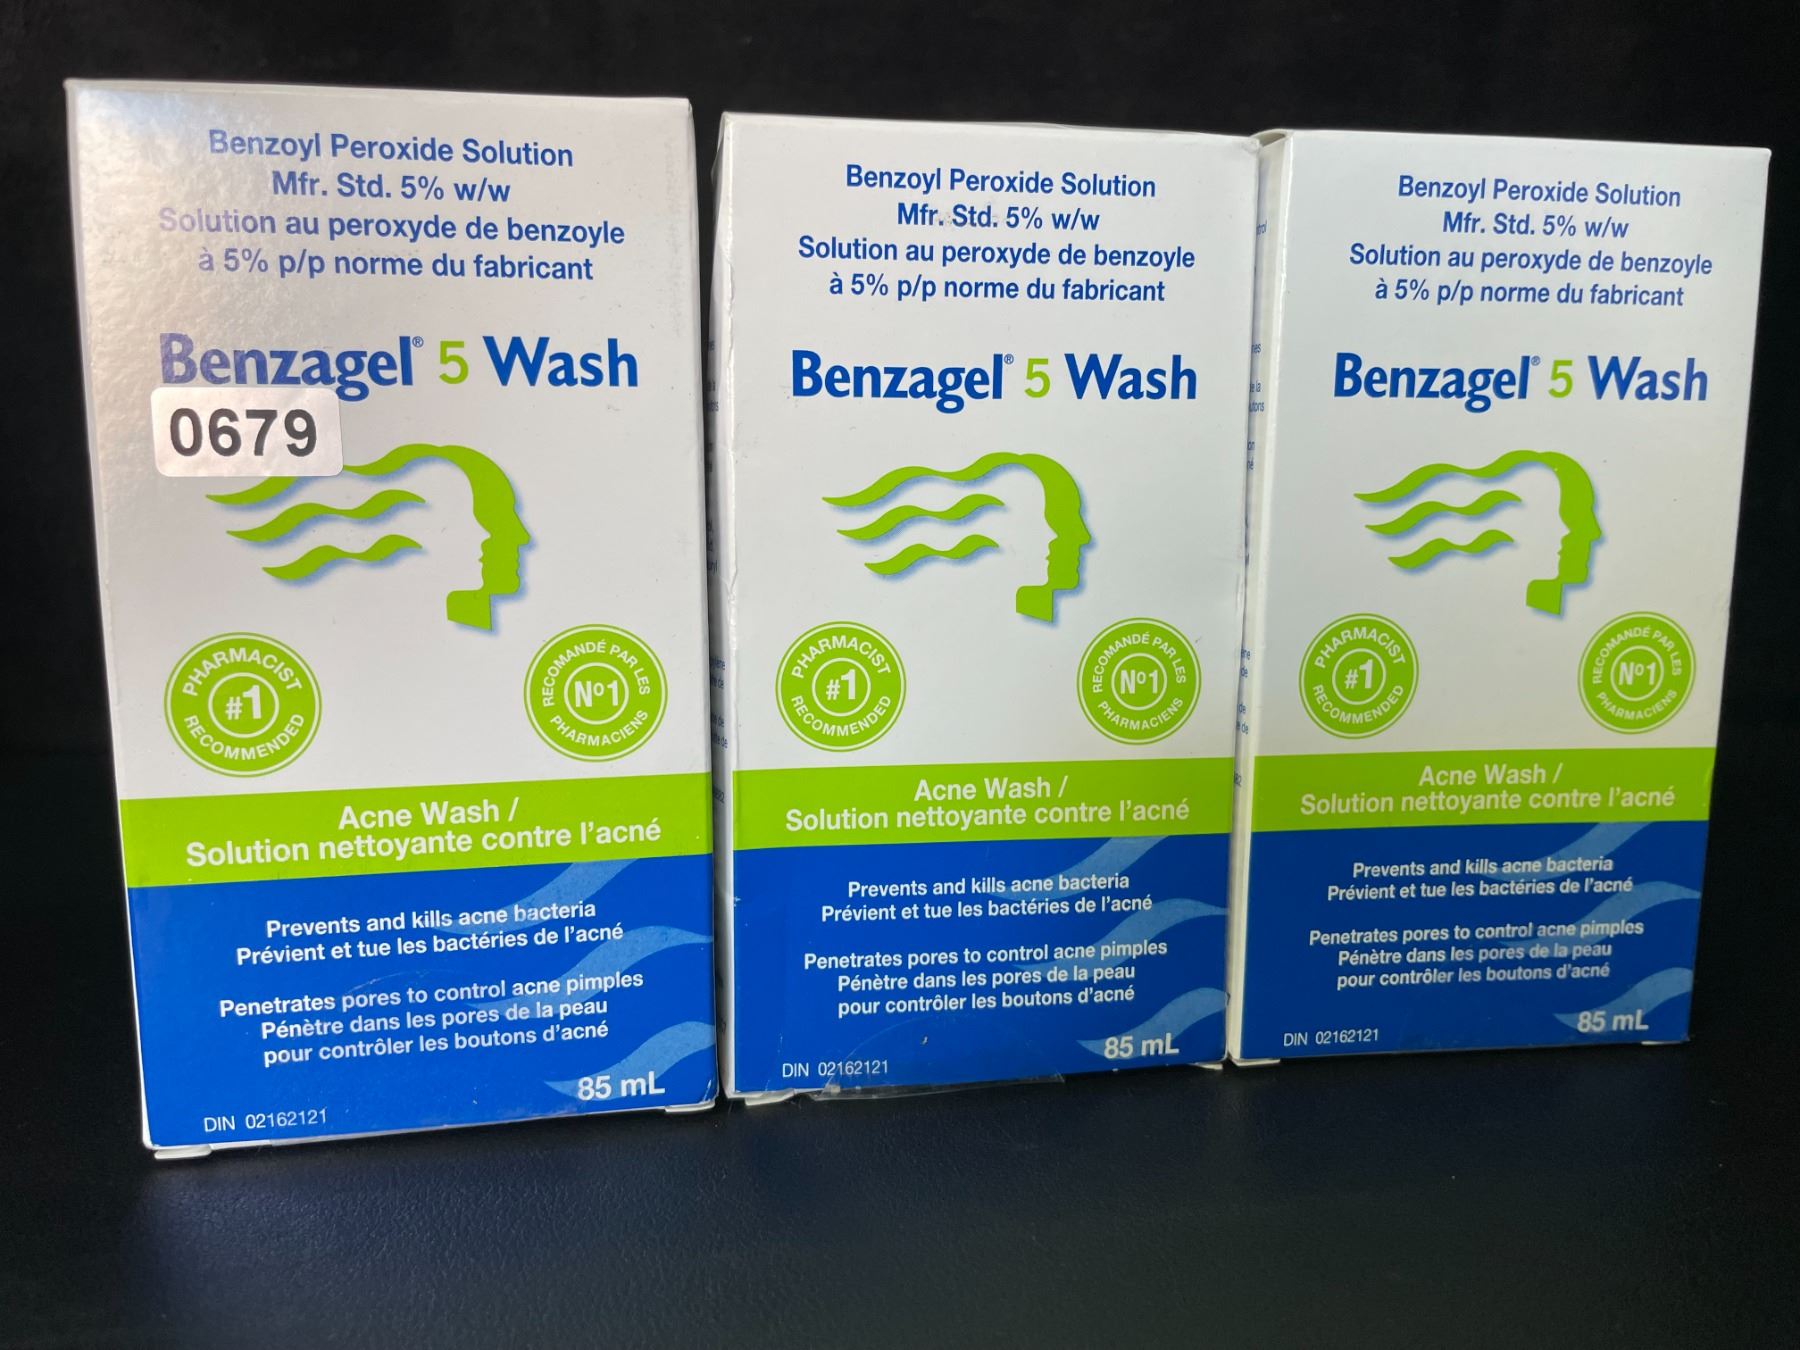 Benzoyl Peroxide Solution
Mfr. Std. 5% w/w
Solution au peroxyde de benzoyle
à 5% p/p norme du fabricant
Benzagel® 5 Wash
0679
PHARMACIST
#1
RECOMMENDED
RECOMANDÉ PAR LES
Nº1
PHARMACIENS
Acne Wash /
Solution nettoyante contre l'acné
Prevents and kills acne bacteria
Prévient et tue les bactéries de l'acné
Penetrates pores to control acne pimples
Pénètre dans les pores de la peau
pour contrôler les boutons d'acné
85 mL
DIN 02162121
Benzoyl Peroxide Solution
Mfr. Std. 5% w/w
Solution au peroxyde de benzoyle
à 5% p/p norme du fabricant
Benzagel® 5 Wash
PHARMACIST
#1
RECOMMENDED
RECOMANDÉ PAR LES
Nº1
PHARMACIENS
Acne Wash /
Solution nettoyante contre l'acné
Prevents and kills acne bacteria
Prévient et tue les bactéries de l'acné
Penetrates pores to control acne pimples
Pénètre dans les pores de la peau
pour contrôler les boutons d'acné
85 mL
DIN 02162121
Benzoyl Peroxide Solution
Mfr. Std. 5% w/w
Solution au peroxyde de benzoyle
à 5% p/p norme du fabricant
Benzagel® 5 Wash
PHARMACIST
#1
RECOMMENDED
RECOMANDÉ PAR LES
Nº1
PHARMACIENS
Acne Wash /
Solution nettoyante contre l'acné
Prevents and kills acne bacteria
Prévient et tue les bactéries de l'acné
Penetrates pores to control acne pimples
Pénètre dans les pores de la peau
pour contrôler les boutons d'acné
85 mL
DIN 02162121